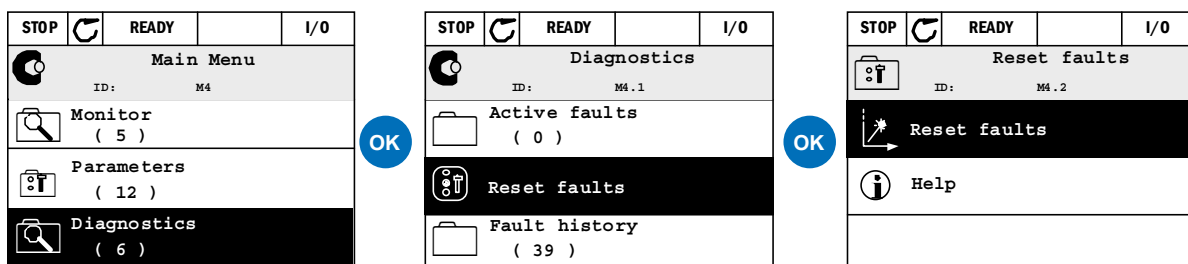 STOP READY I/O
Main Menu
ID: M4
Monitor
( 5 )
Parameters
( 12 )
Diagnostics
( 6 )
OK
STOP READY I/O
Diagnostics
ID: M4.1
Active faults
( 0 )
Reset faults
Fault history
( 39 )
OK
STOP READY I/O
Reset faults
ID: M4.2
Reset faults
Help